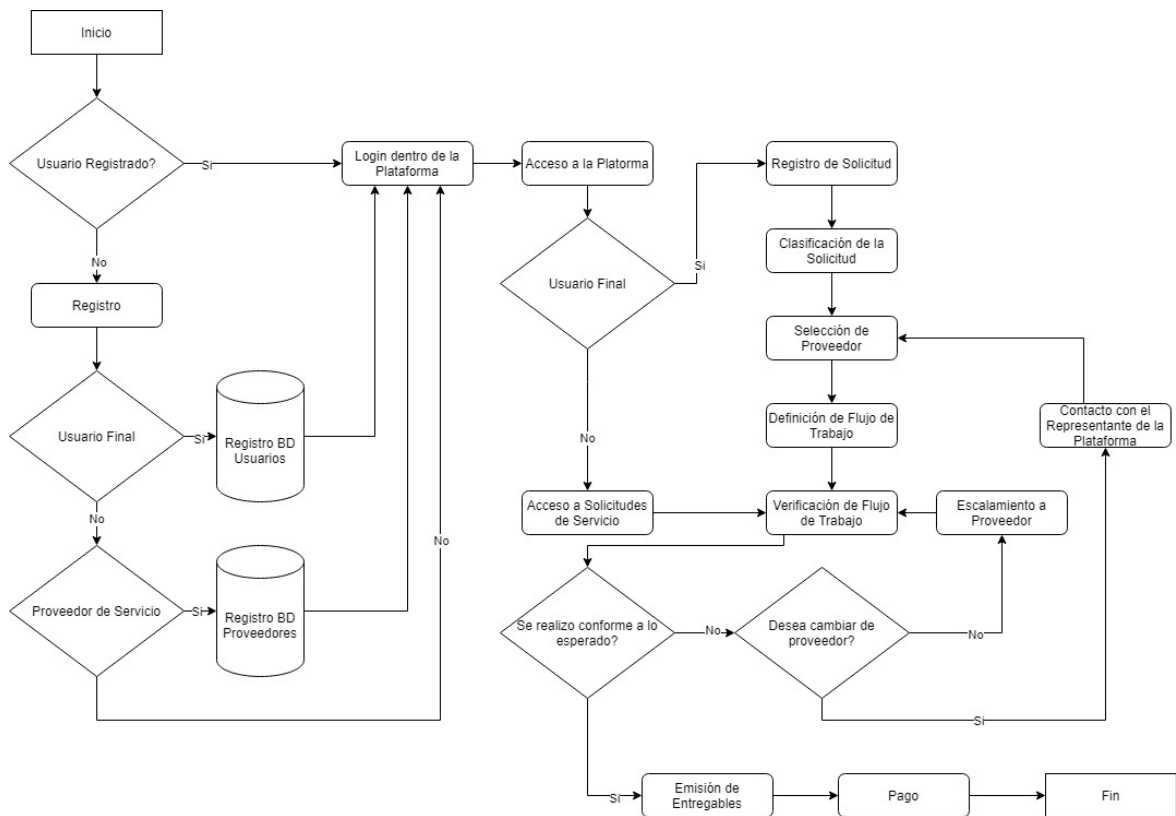 Inicio
Usuario Registrado?
Si
No
Registro
Usuario Final
Si
Registro BD
Usuarios
No
Proveedor de Servicio
Si
Registro BD
Proveedores
No
Login dentro de la
Plataforma
Acceso a la Platorma
Usuario Final
Si
No
Registro de Solicitud
Clasificación de la
Solicitud
Selección de
Proveedor
Definición de Flujo de
Trabajo
Acceso a Solicitudes
de Servicio
Verificación de Flujo
de Trabajo
Escalamiento a
Proveedor
Contacto con el
Representante de la
Plataforma
Se realizo conforme a lo
esperado?
No
Desea cambiar de
proveedor?
No
Si
Si
Emisión de
Entregables
Pago
Fin